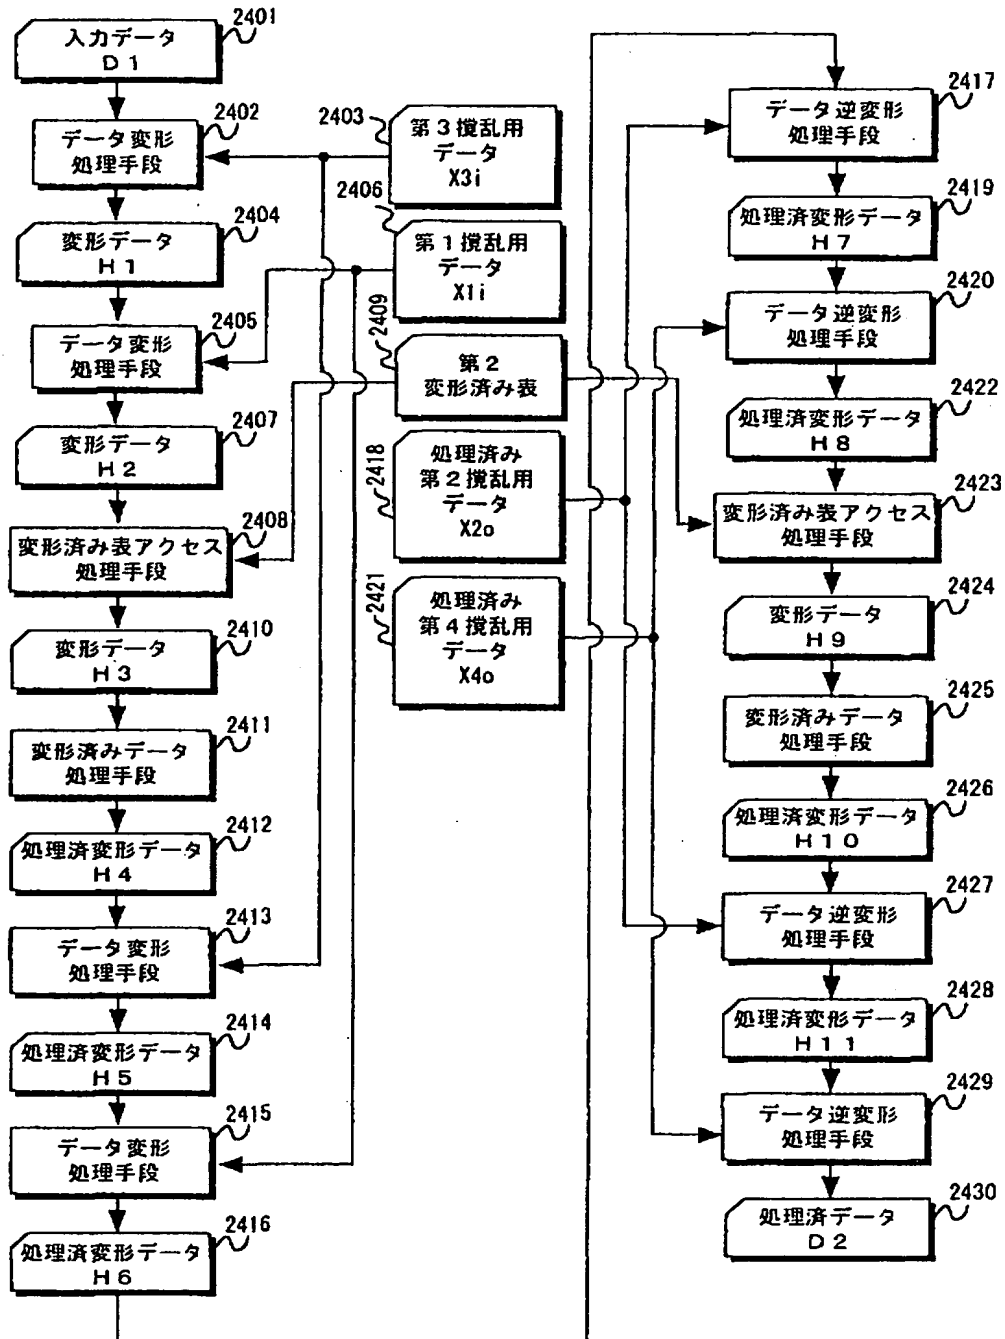 2401
入力データ
D1
2402
データ変形
処理手段
2404
変形データ
H1
2405
データ変形
処理手段
2407
変形データ
H2
2408
変形済み表アクセス
処理手段
2410
変形データ
H3
2411
変形済みデータ
処理手段
2412
処理済変形データ
H4
2413
データ変形
処理手段
2414
処理済変形データ
H5
2415
データ変形
処理手段
2416
処理済変形データ
H6
2403
第3撹乱用
データ
X3i
2406
第1撹乱用
データ
X1i
2409
第2
変形済み表
2418
処理済み
第2撹乱用
データ
X2o
2421
処理済み
第4撹乱用
データ
X4o
2417
データ逆変形
処理手段
2419
処理済変形データ
H7
2420
データ逆変形
処理手段
2422
処理済変形データ
H8
2423
変形済み表アクセス
処理手段
2424
変形データ
H9
2425
変形済みデータ
処理手段
2426
処理済変形データ
H10
2427
データ逆変形
処理手段
2428
処理済変形データ
H11
2429
データ逆変形
処理手段
2430
処理済データ
D2